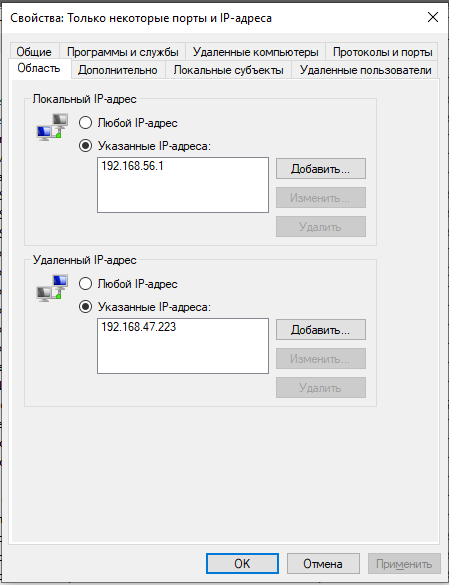 Свойства: Только некоторые порты и IP-адреса
Общие Программы и службы Удаленные компьютеры Протоколы и порты
Область Дополнительно Локальные субъекты Удаленные пользователи
Локальный IP-адрес
Любой IP-адрес
Указанные IP-адреса:
192.168.56.1
Добавить...
Изменить...
Удалить
Удаленный IP-адрес
Любой IP-адрес
Указанные IP-адреса:
192.168.47.223
Добавить...
Изменить...
Удалить
OK Отмена Применить